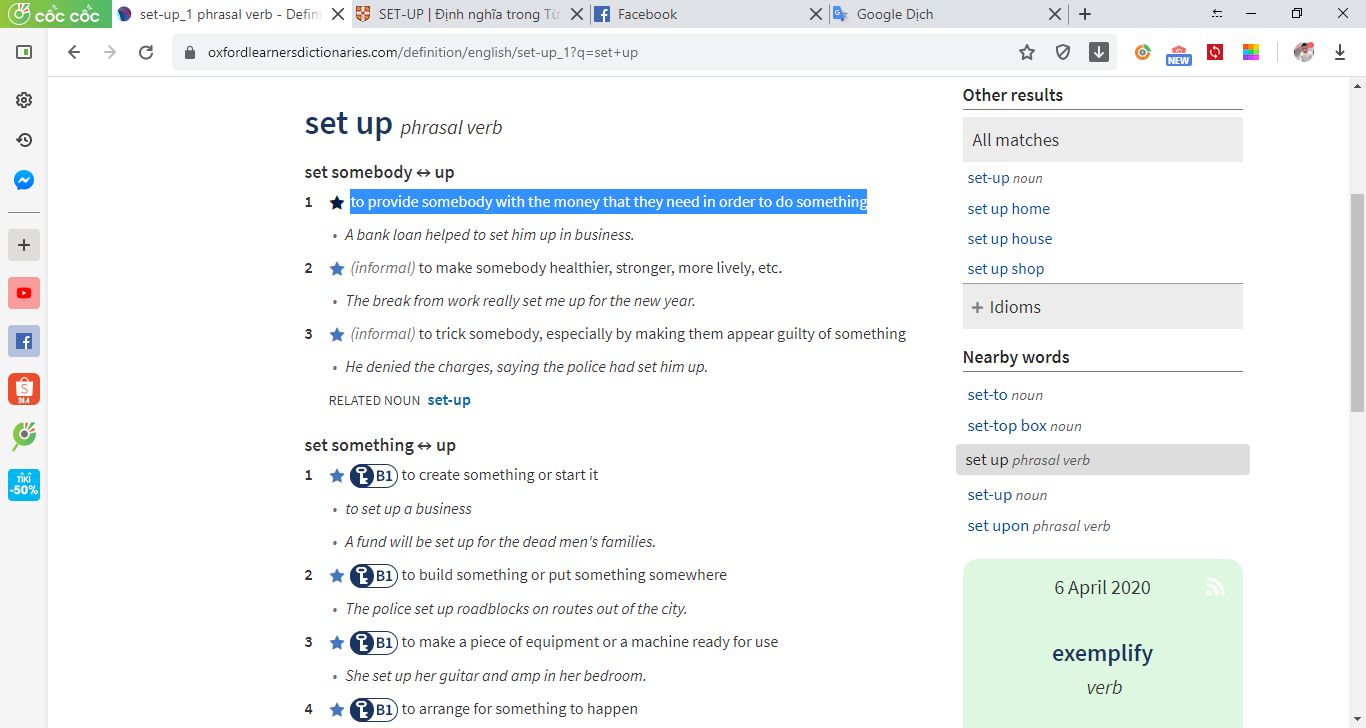 cốc cốc
set-up_1 phrasal verb - Defini
SET-UP | Định nghĩa trong Từ
Facebook
Google Dịch
oxfordlearnersdictionaries.com/definition/english/set-up_1?q=set+up
NEW
24.4
TIKI
-50%
set up phrasal verb
set somebody ↔ up
1 ★ to provide somebody with the money that they need in order to do something
• A bank loan helped to set him up in business.
2 ★ (informal) to make somebody healthier, stronger, more lively, etc.
• The break from work really set me up for the new year.
3 ★ (informal) to trick somebody, especially by making them appear guilty of something
• He denied the charges, saying the police had set him up.
RELATED NOUN set-up
set something ↔ up
1 ★ B1 to create something or start it
• to set up a business
• A fund will be set up for the dead men's families.
2 ★ B1 to build something or put something somewhere
• The police set up roadblocks on routes out of the city.
3 ★ B1 to make a piece of equipment or a machine ready for use
• She set up her guitar and amp in her bedroom.
4 ★ B1 to arrange for something to happen
Other results
All matches
set-up noun
set up home
set up house
set up shop
+ Idioms
Nearby words
set-to noun
set-top box noun
set up phrasal verb
set-up noun
set upon phrasal verb
6 April 2020
exemplify
verb